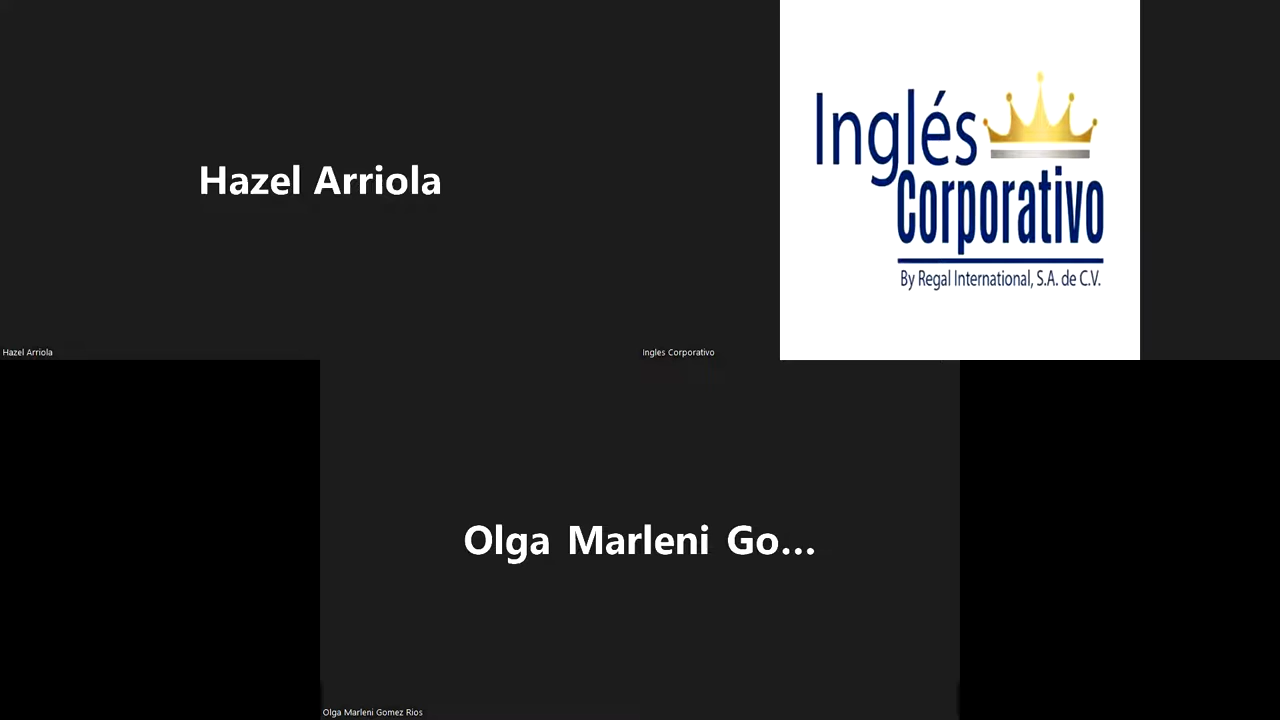 Hazel Arriola
Inglés
Corporativo
By Regal International, S.A. de C.V.
Hazel Arriola
Ingles Corporativo
Olga Marleni Go...
Olga Marleni Gomez Rios